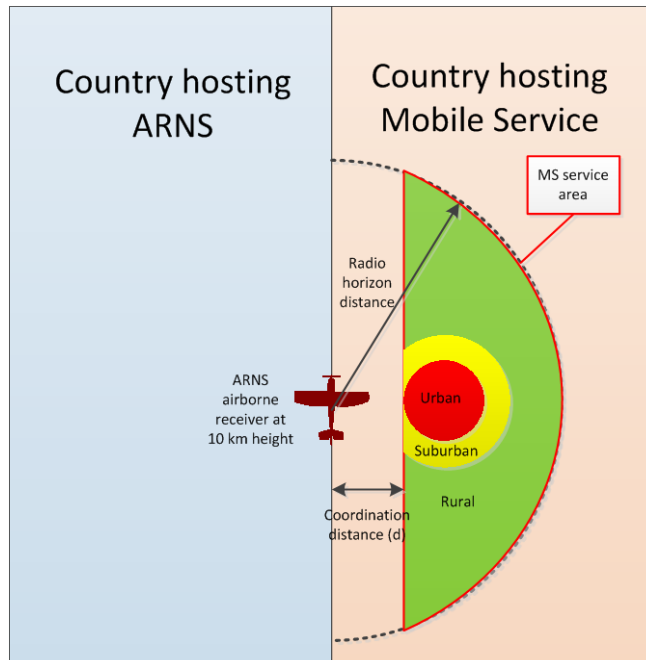 Country hosting
ARNS
Country hosting
Mobile Service
MS service
area
Radio
horizon
distance
ARNS
airborne
receiver at
10 km height
Urban
Suburban
Rural
Coordination
distance (d)